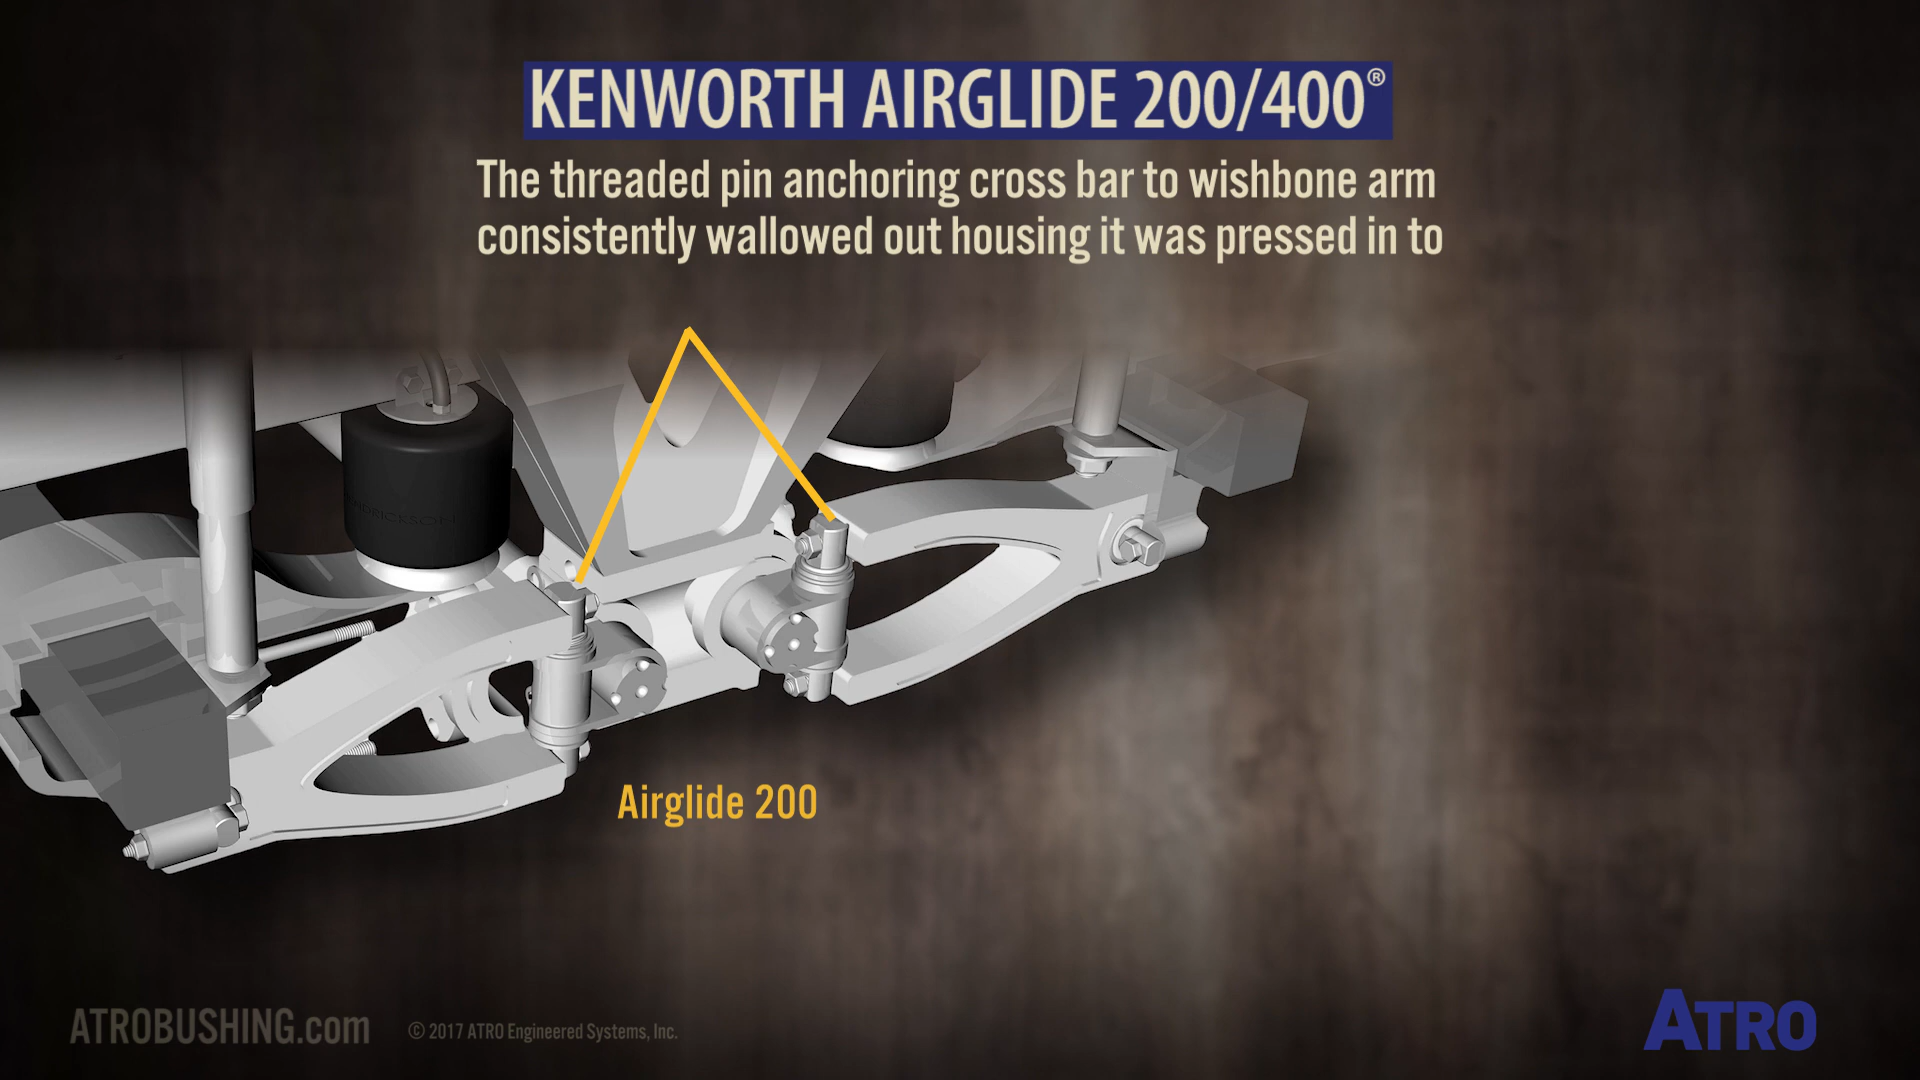 KENWORTH AIRGLIDE 200/400®
The threaded pin anchoring cross bar to wishbone arm
consistently wallowed out housing it was pressed in to
Airglide 200
ATROBUSHING.com
© 2017 ATRO Engineered Systems, Inc.
ATRO